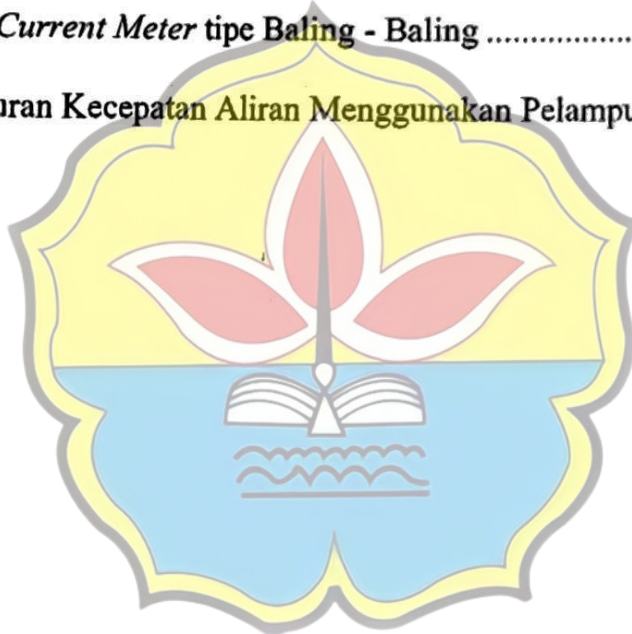 Current Meter tipe Baling - Baling ..................
uran Kecepatan Aliran Menggunakan Pelampu